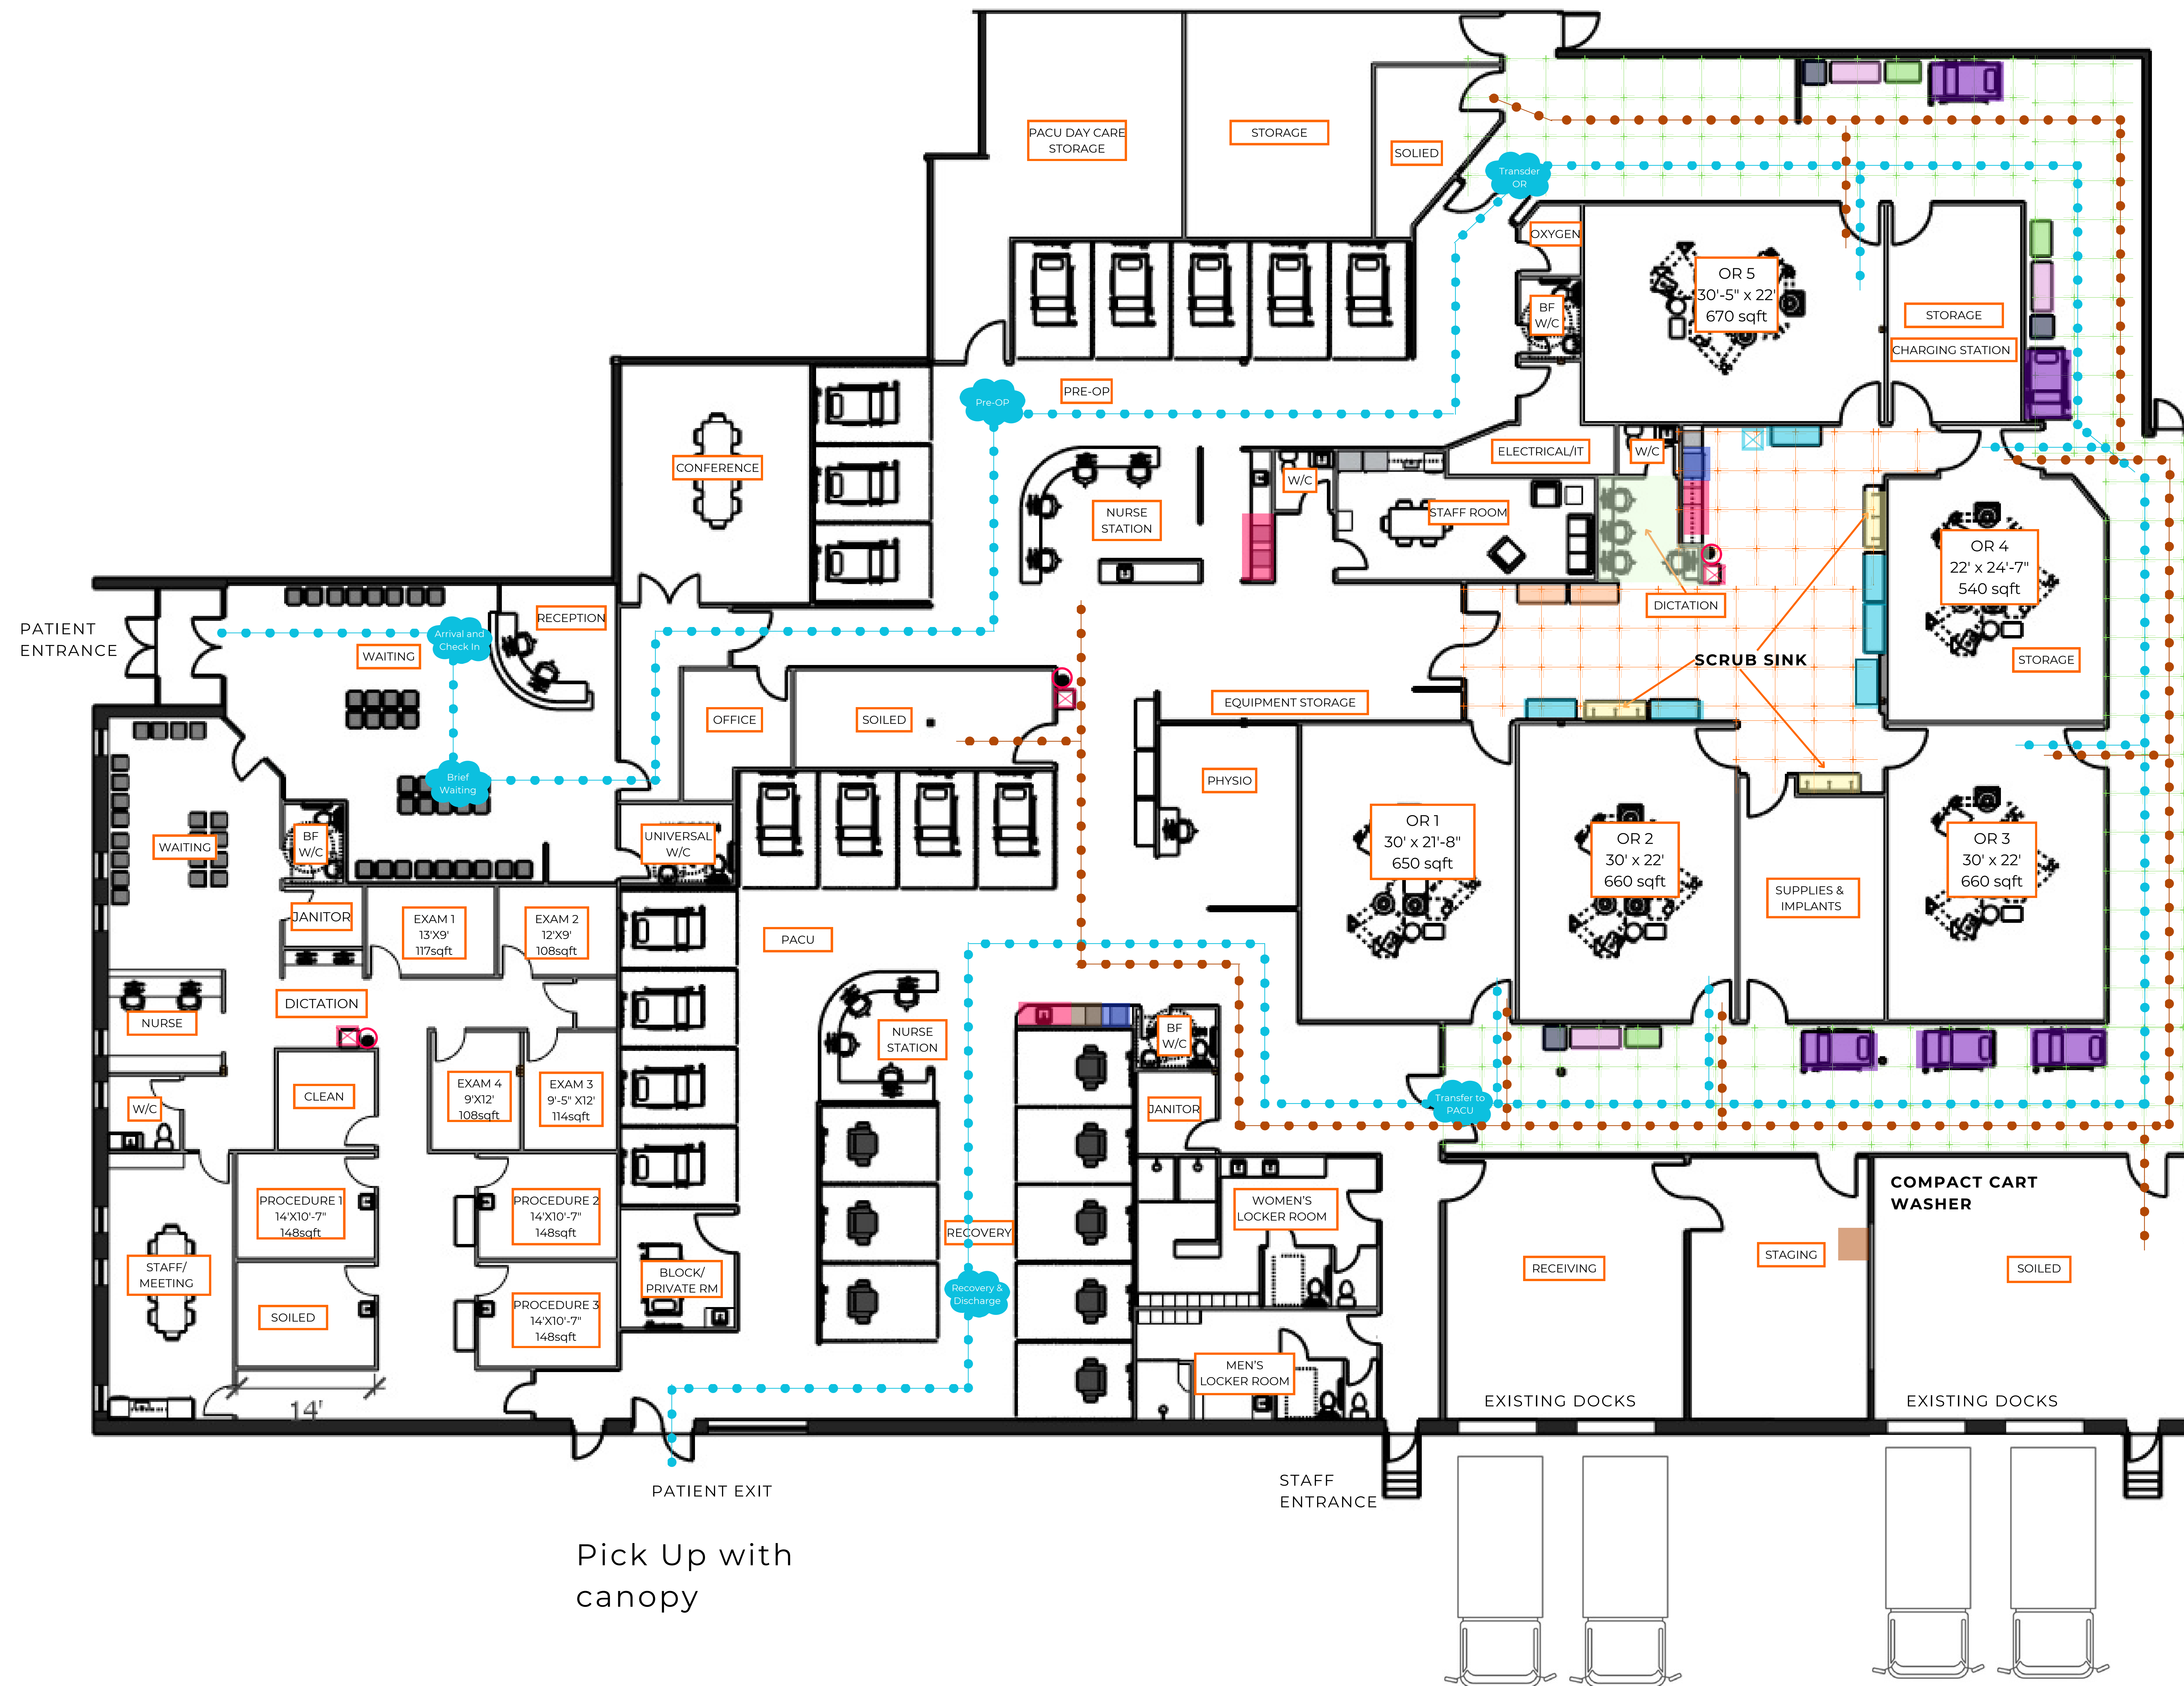 PACU DAY CARE
STORAGE
STORAGE
SOLIED
Transder
OR
OXYGEN
BF
W/C
OR 5
30'-5" x 22'
670 sqft
STORAGE
CHARGING STATION
PRE-OP
Pre-OP
CONFERENCE
NURSE
STATION
W/C
STAFF ROOM
ELECTRICAL/IT
W/C
OR 4
22' x 24'-7"
540 sqft
STORAGE
DICTATION
SCRUB SINK
PATIENT
ENTRANCE
WAITING
Arrival and
Check In
RECEPTION
OFFICE
SOILED
EQUIPMENT STORAGE
Brief
Waiting
PHYSIO
WAITING
BF
W/C
UNIVERSAL
W/C
OR 1
30' x 21'-8"
650 sqft
OR 2
30' x 22'
660 sqft
SUPPLIES &
IMPLANTS
OR 3
30' x 22'
660 sqft
JANITOR
EXAM 1
13'X9'
117sqft
EXAM 2
12'X9'
108sqft
PACU
DICTATION
NURSE
NURSE
STATION
BF
W/C
CLEAN
EXAM 4
9'X12'
108sqft
EXAM 3
9'-5" X12'
114sqft
W/C
JANITOR
Transfer to
PACU
PROCEDURE 1
14'X10'-7"
148sqft
PROCEDURE 2
14'X10'-7"
148sqft
RECOVERY
WOMEN'S
LOCKER ROOM
COMPACT CART
WASHER
STAFF/
MEETING
SOILED
PROCEDURE 3
14'X10'-7"
148sqft
BLOCK/
PRIVATE RM
Recovery &
Discharge
RECEIVING
STAGING
SOILED
MEN'S
LOCKER ROOM
14'
EXISTING DOCKS
EXISTING DOCKS
PATIENT EXIT
STAFF
ENTRANCE
Pick Up with
canopy